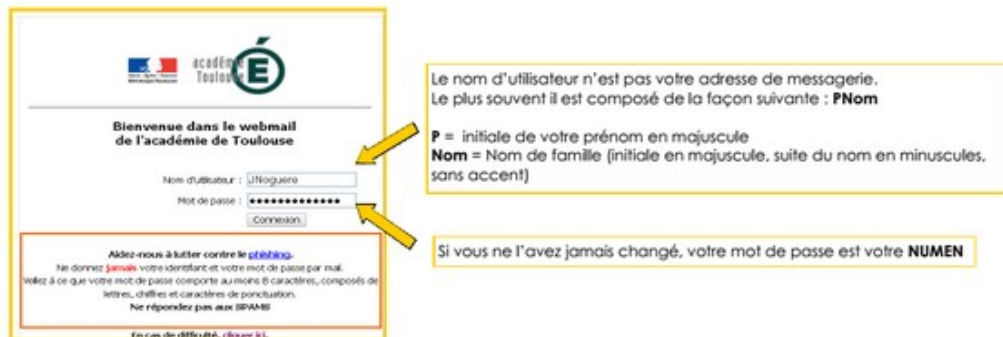 académie
Toulouse
Bienvenue dans le webmail
de l'académie de Toulouse
Nom d'utilisateur : JNoguere
Mot de passe : •••••••••••••
Connexion
Aidez-nous à lutter contre le phishing.
Ne donnez jamais votre identifiant et votre mot de passe par mail.
Veillez à ce que votre mot de passe comporte au moins 8 caractères, composés de
lettres, chiffres et caractères de ponctuation.
Ne répondez pas aux SPAMS
En cas de difficulté, cliquer ici.
Le nom d'utilisateur n'est pas votre adresse de messagerie.
Le plus souvent il est composé de la façon suivante : PNom
P = initiale de votre prénom en majuscule
Nom = Nom de famille (initiale en majuscule, suite du nom en minuscules,
sans accent)
Si vous ne l'avez jamais changé, votre mot de passe est votre NUMEN